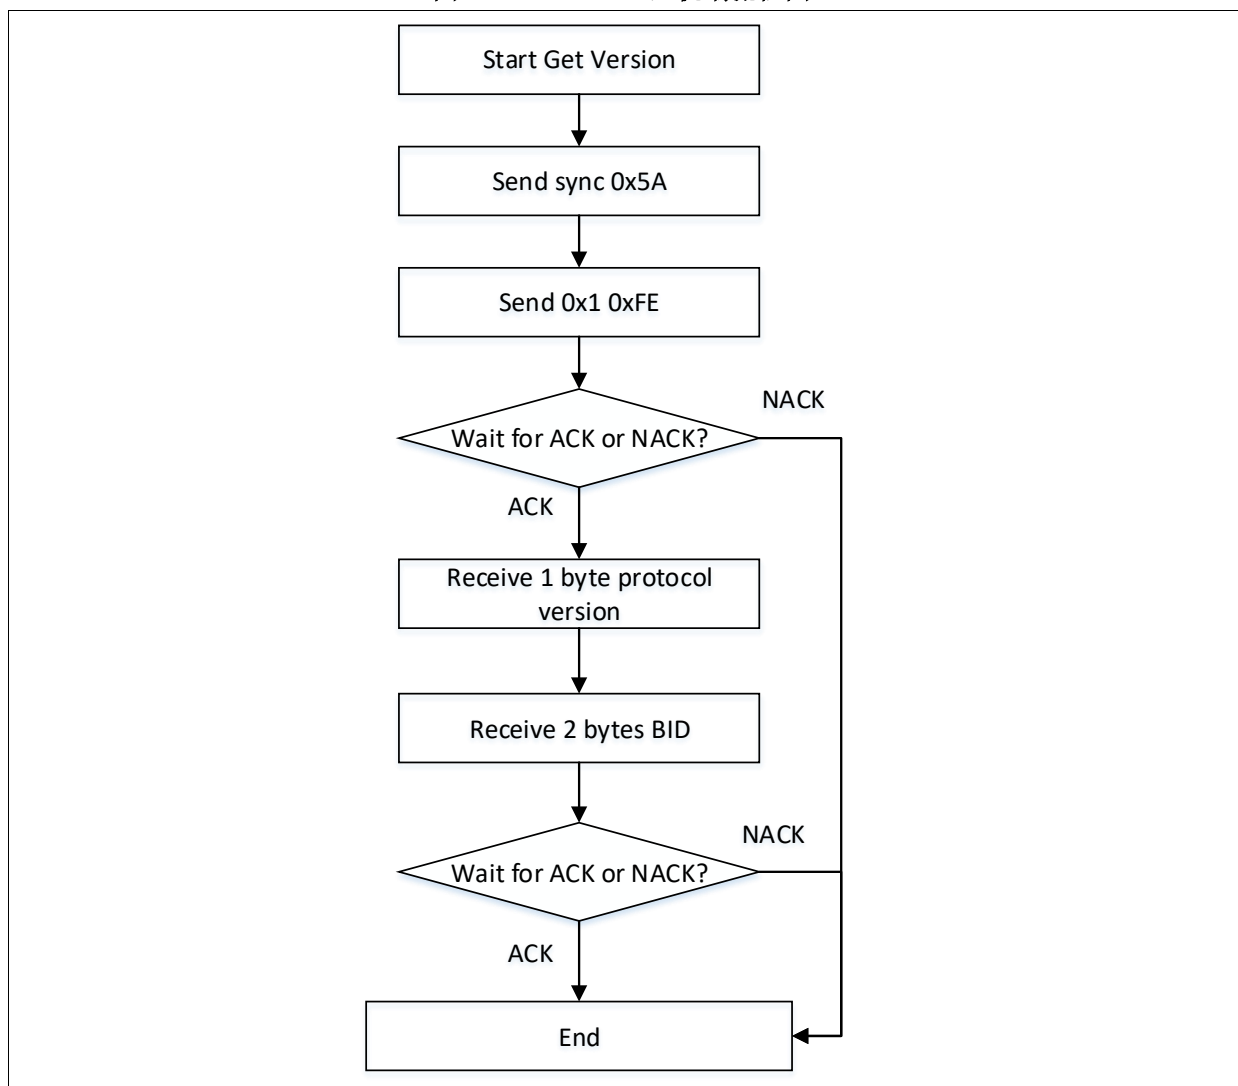 Start Get Version
Send sync 0x5A
Send 0x1 0xFE
NACK
Wait for ACK or NACK?
ACK
Receive 1 byte protocol
version
Receive 2 bytes BID
NACK
Wait for ACK or NACK?
ACK
End